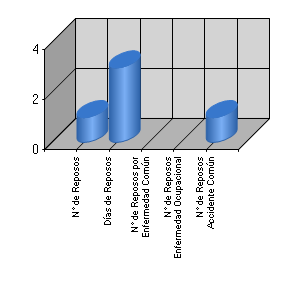 4
2
0
N° de Reposos
Días de Reposos
N° de Reposos por
Enfermedad Común
N° de Reposos
Enfermedad Ocupacional
N° de Reposos
Accidente Común